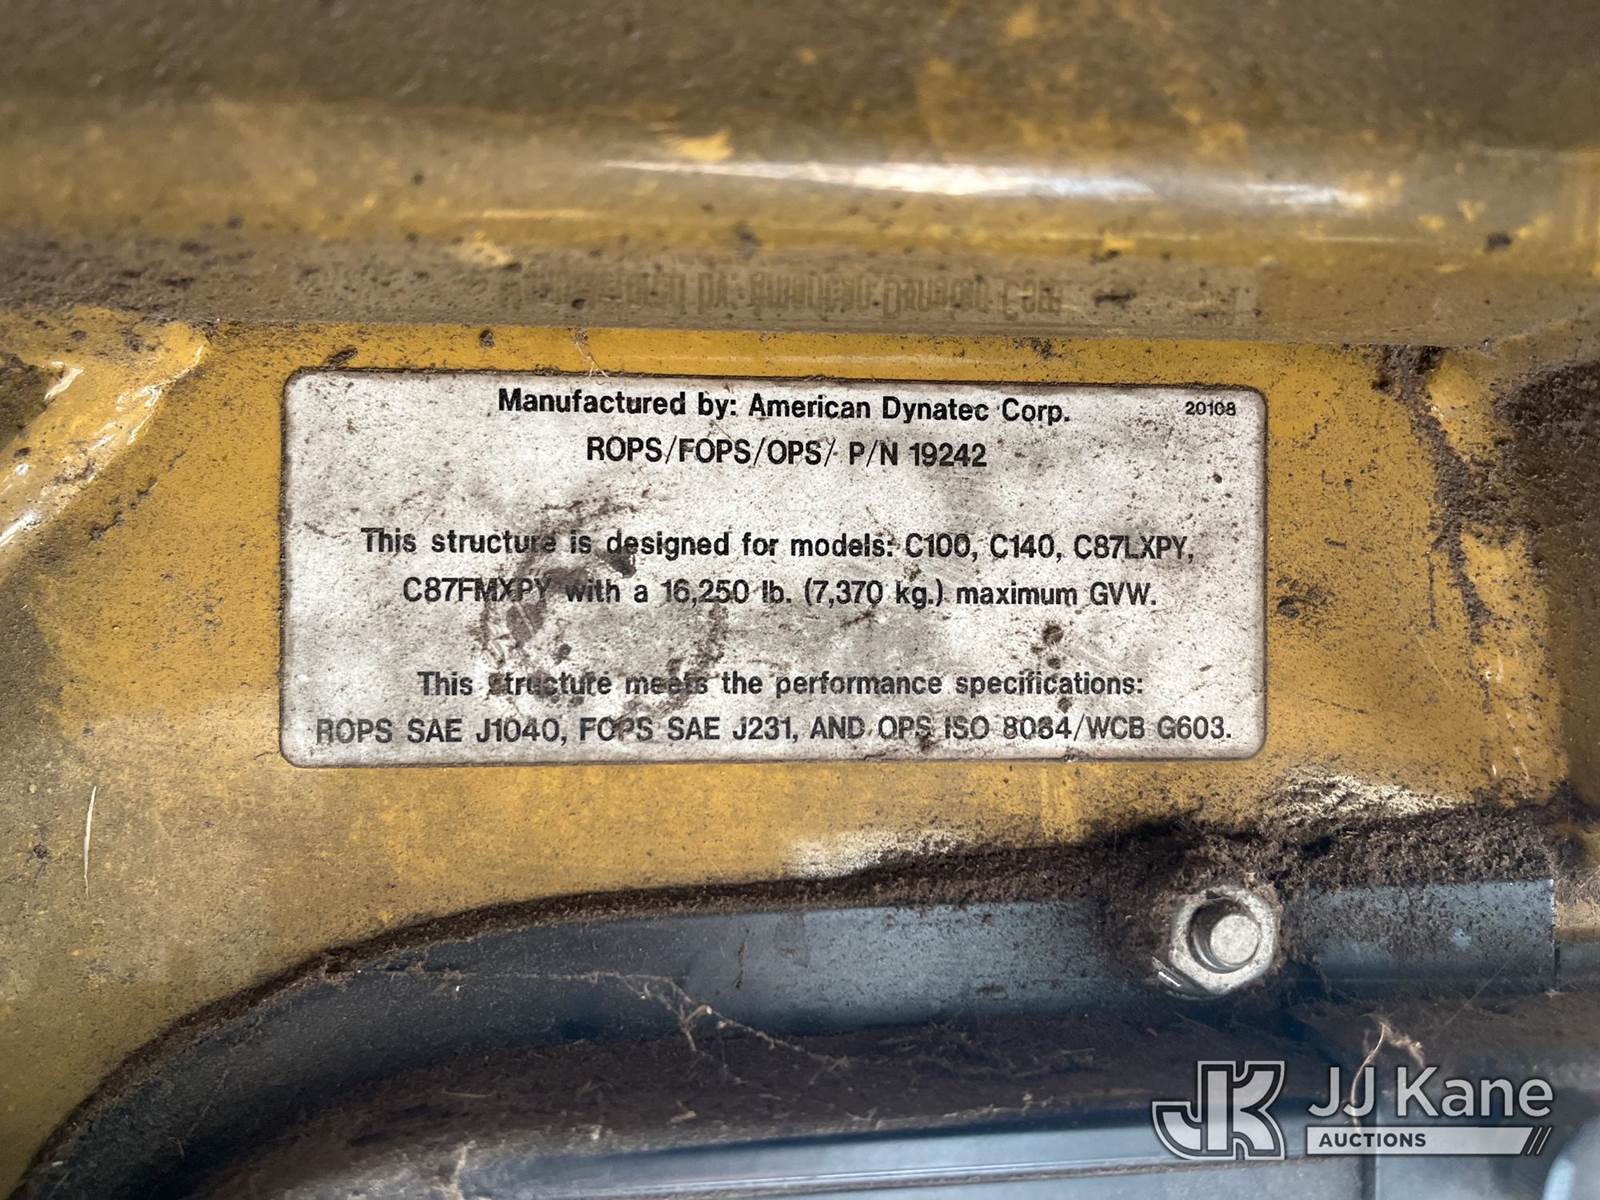 Manufactured by: American Dynatec Corp. 20108
ROPS/FOPS/OPS/ P/N 19242
This structure is designed for models: C100, C140, C87LXPY,
C87FMXPY with a 16,250 lb. (7,370 kg.) maximum GVW.
This structure meets the performance specifications:
ROPS SAE J1040, FOPS SAE J231, AND OPS ISO 8084/WCB G603.
JK JJ Kane
AUCTIONS